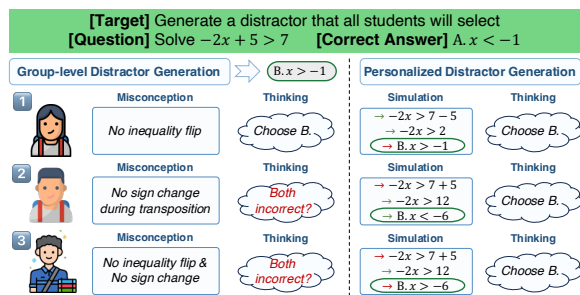 [Target] Generate a distractor that all students will select
[Question] Solve −2x + 5 > 7 [Correct Answer] A. x < −1
Group-level Distractor Generation
B. x > −1
Personalized Distractor Generation
1
Misconception
No inequality flip
Thinking
Choose B.
Simulation
→ −2x > 7 − 5
→ −2x > 2
→ B. x > −1
Thinking
Choose B.
2
Misconception
No sign change
during transposition
Thinking
Both
incorrect?
Simulation
→ −2x > 7 + 5
→ −2x > 12
→ B. x < −6
Thinking
Choose B.
3
Misconception
No inequality flip &
No sign change
Thinking
Both
incorrect?
Simulation
→ −2x > 7 + 5
→ −2x > 12
→ B. x > −6
Thinking
Choose B.